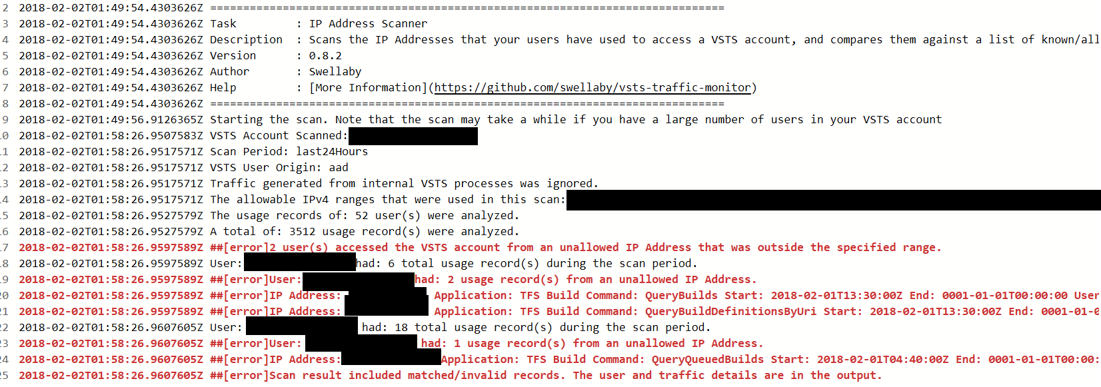 2 2018-02-02T01:49:54.4303626Z ==============================================================================
3 2018-02-02T01:49:54.4303626Z Task : IP Address Scanner
4 2018-02-02T01:49:54.4303626Z Description : Scans the IP Addresses that your users have used to access a VSTS account, and compares them against a list of known/all
5 2018-02-02T01:49:54.4303626Z Version : 0.8.2
6 2018-02-02T01:49:54.4303626Z Author : Swellaby
7 2018-02-02T01:49:54.4303626Z Help : [More Information](https://github.com/swellaby/vsts-traffic-monitor)
8 2018-02-02T01:49:54.4303626Z ==============================================================================
9 2018-02-02T01:49:56.9126365Z Starting the scan. Note that the scan may take a while if you have a large number of users in your VSTS account
10 2018-02-02T01:58:26.9507583Z VSTS Account Scanned:
11 2018-02-02T01:58:26.9517571Z Scan Period: last24Hours
12 2018-02-02T01:58:26.9517571Z VSTS User Origin: aad
13 2018-02-02T01:58:26.9517571Z Traffic generated from internal VSTS processes was ignored.
14 2018-02-02T01:58:26.9517571Z The allowable IPv4 ranges that were used in this scan:
15 2018-02-02T01:58:26.9527579Z The usage records of: 52 user(s) were analyzed.
16 2018-02-02T01:58:26.9527579Z A total of: 3512 usage record(s) were analyzed.
17 2018-02-02T01:58:26.9597589Z ##[error]2 user(s) accessed the VSTS account from an unallowed IP Address that was outside the specified range.
18 2018-02-02T01:58:26.9597589Z User: had: 6 total usage record(s) during the scan period.
19 2018-02-02T01:58:26.9597589Z ##[error]User: had: 2 usage record(s) from an unallowed IP Address.
20 2018-02-02T01:58:26.9597589Z ##[error]IP Address: Application: TFS Build Command: QueryBuilds Start: 2018-02-01T13:30:00Z End: 0001-01-01T00:00:00 User
21 2018-02-02T01:58:26.9597589Z ##[error]IP Address: Application: TFS Build Command: QueryBuildDefinitionsByUri Start: 2018-02-01T13:30:00Z End: 0001-0
22 2018-02-02T01:58:26.9607605Z User: had: 18 total usage record(s) during the scan period.
23 2018-02-02T01:58:26.9607605Z ##[error]User: had: 1 usage record(s) from an unallowed IP Address.
24 2018-02-02T01:58:26.9607605Z ##[error]IP Address: Application: TFS Build Command: QueryQueuedBuilds Start: 2018-02-01T04:40:00Z End: 0001-01-01T00:00:
25 2018-02-02T01:58:26.9607605Z ##[error]Scan result included matched/invalid records. The user and traffic details are in the output.